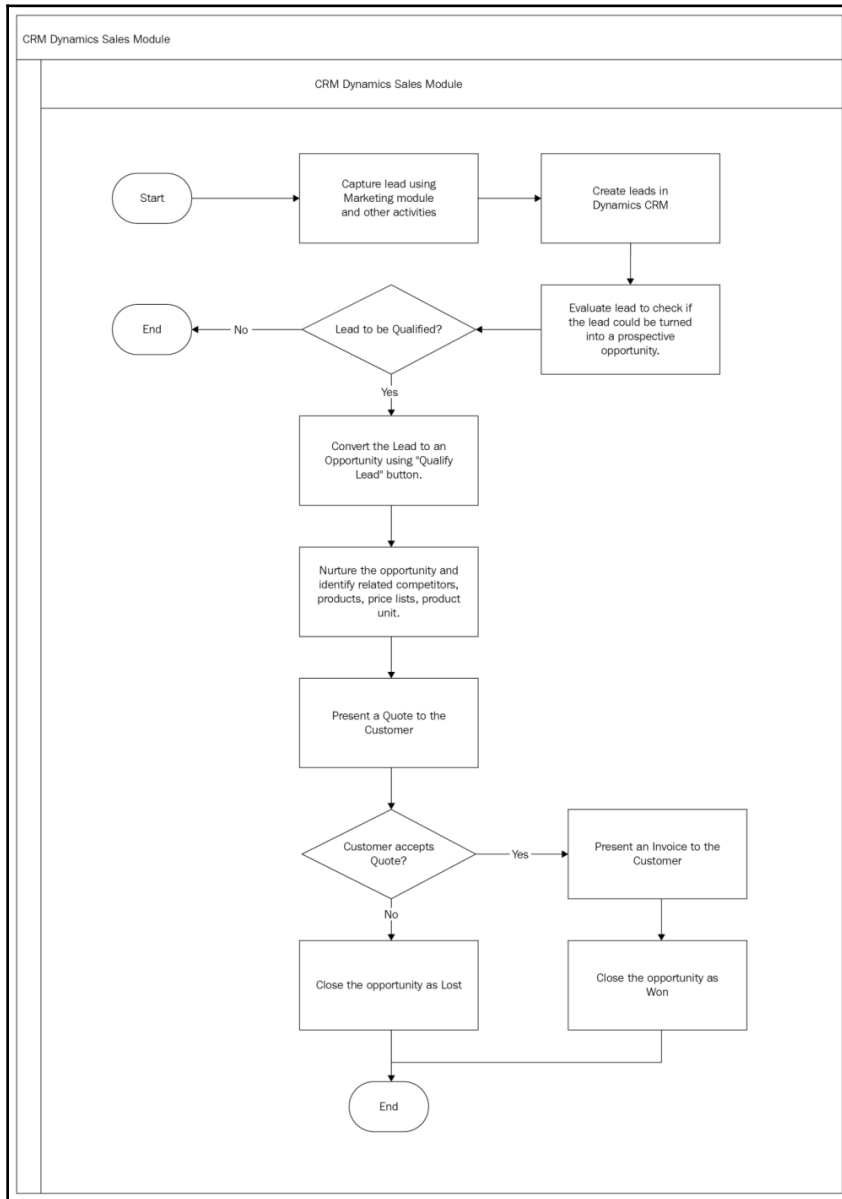 CRM Dynamics Sales Module
CRM Dynamics Sales Module
Start
Capture lead using
Marketing module
and other activities
Create leads in
Dynamics CRM
Evaluate lead to check if
the lead could be turned
into a prospective
opportunity.
Lead to be Qualified?
No
End
Yes
Convert the Lead to an
Opportunity using "Qualify
Lead" button.
Nurture the opportunity and
identify related competitors,
products, price lists, product
unit.
Present a Quote to the
Customer
Customer accepts
Quote?
Yes
Present an Invoice to the
Customer
No
Close the opportunity as Lost
Close the opportunity as
Won
End